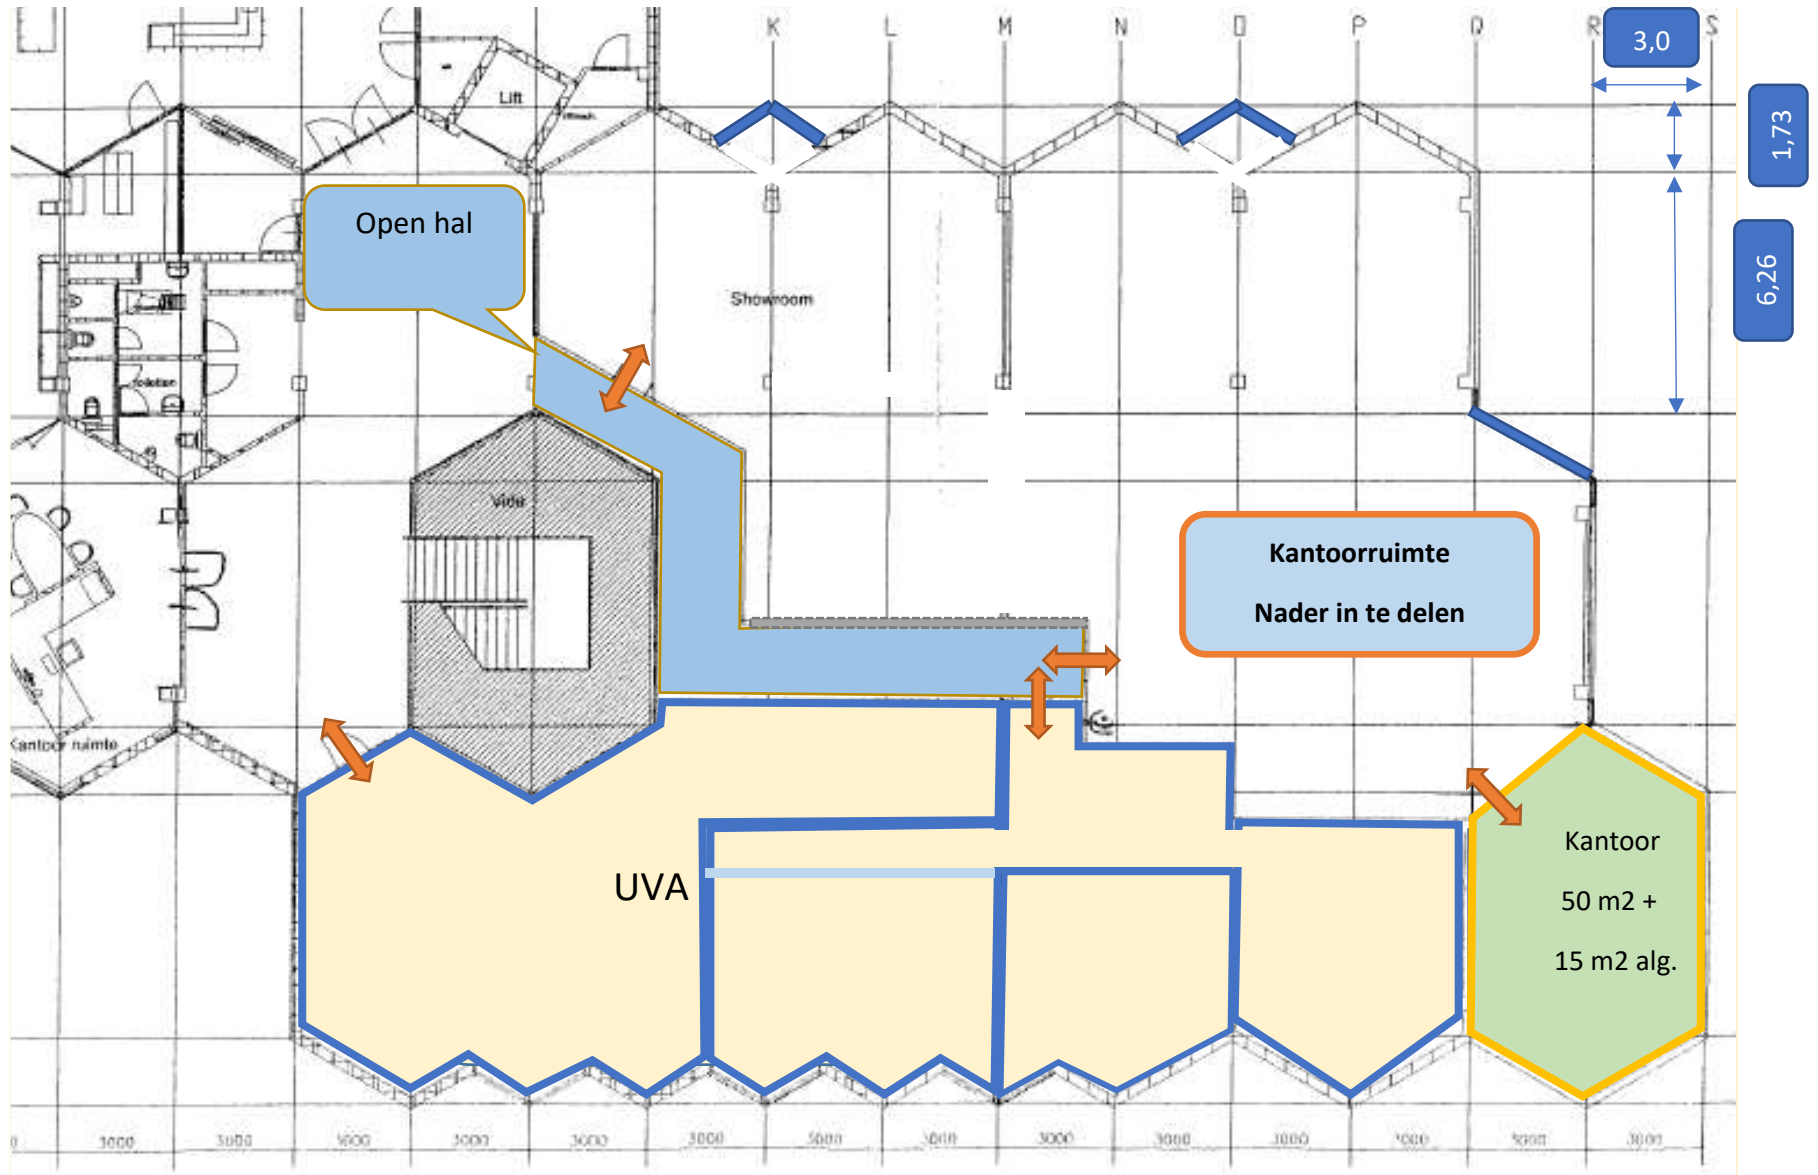 K L M N O P Q R S
3,0
1,73
6,26
Lift
Open hal
Showroom
toiletten
Vide
Kantoorruimte
Nader in te delen
Kantoor ruimte
UVA
Kantoor
50 m2 +
15 m2 alg.
3000 3000 3000 3000 3000 3000 3000 3000 3000 3000 3000 3000 3000 3000